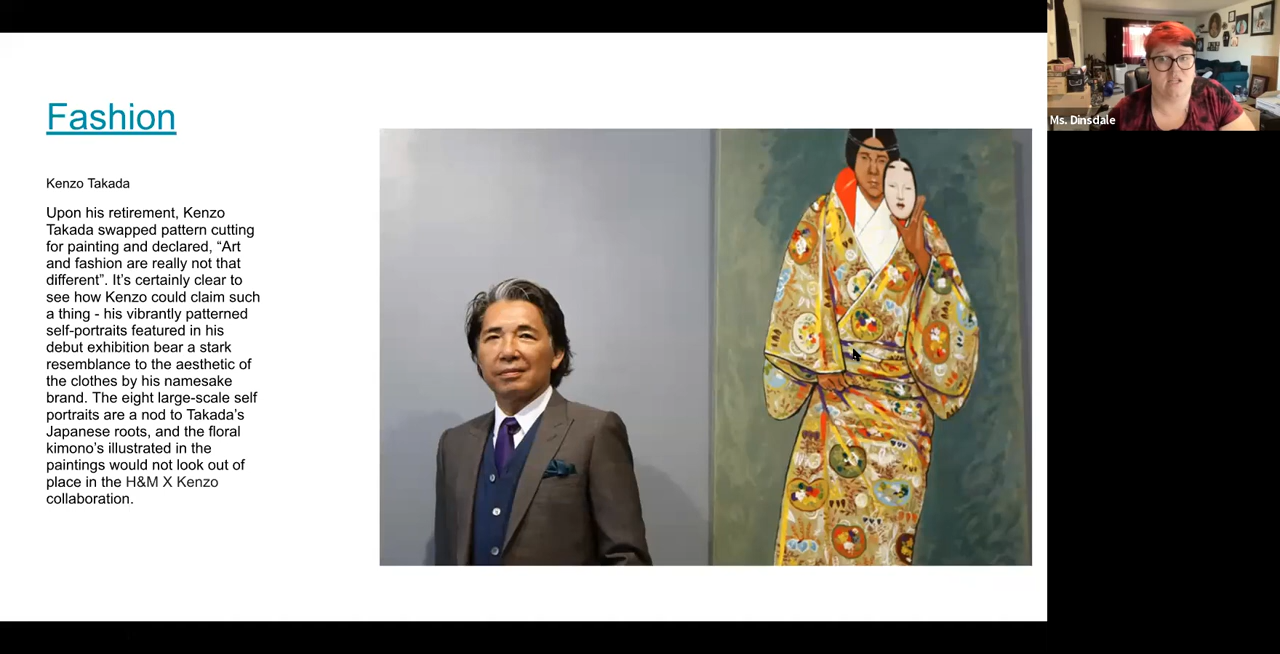 Fashion
Kenzo Takada
Upon his retirement, Kenzo
Takada swapped pattern cutting
for painting and declared, “Art
and fashion are really not that
different”. It’s certainly clear to
see how Kenzo could claim such
a thing - his vibrantly patterned
self-portraits featured in his
debut exhibition bear a stark
resemblance to the aesthetic of
the clothes by his namesake
brand. The eight large-scale self
portraits are a nod to Takada’s
Japanese roots, and the floral
kimono’s illustrated in the
paintings would not look out of
place in the H&M X Kenzo
collaboration.
Ms. Dinsdale